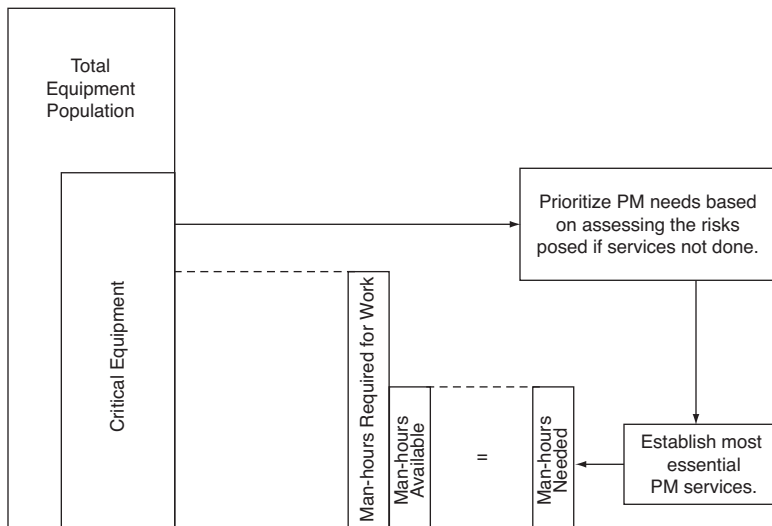 Total
Equipment
Population
Critical Equipment
Prioritize PM needs based
on assessing the risks
posed if services not done.
Man-hours Required for Work
Man-hours
Available
=
Man-hours
Needed
Establish most
essential
PM services.